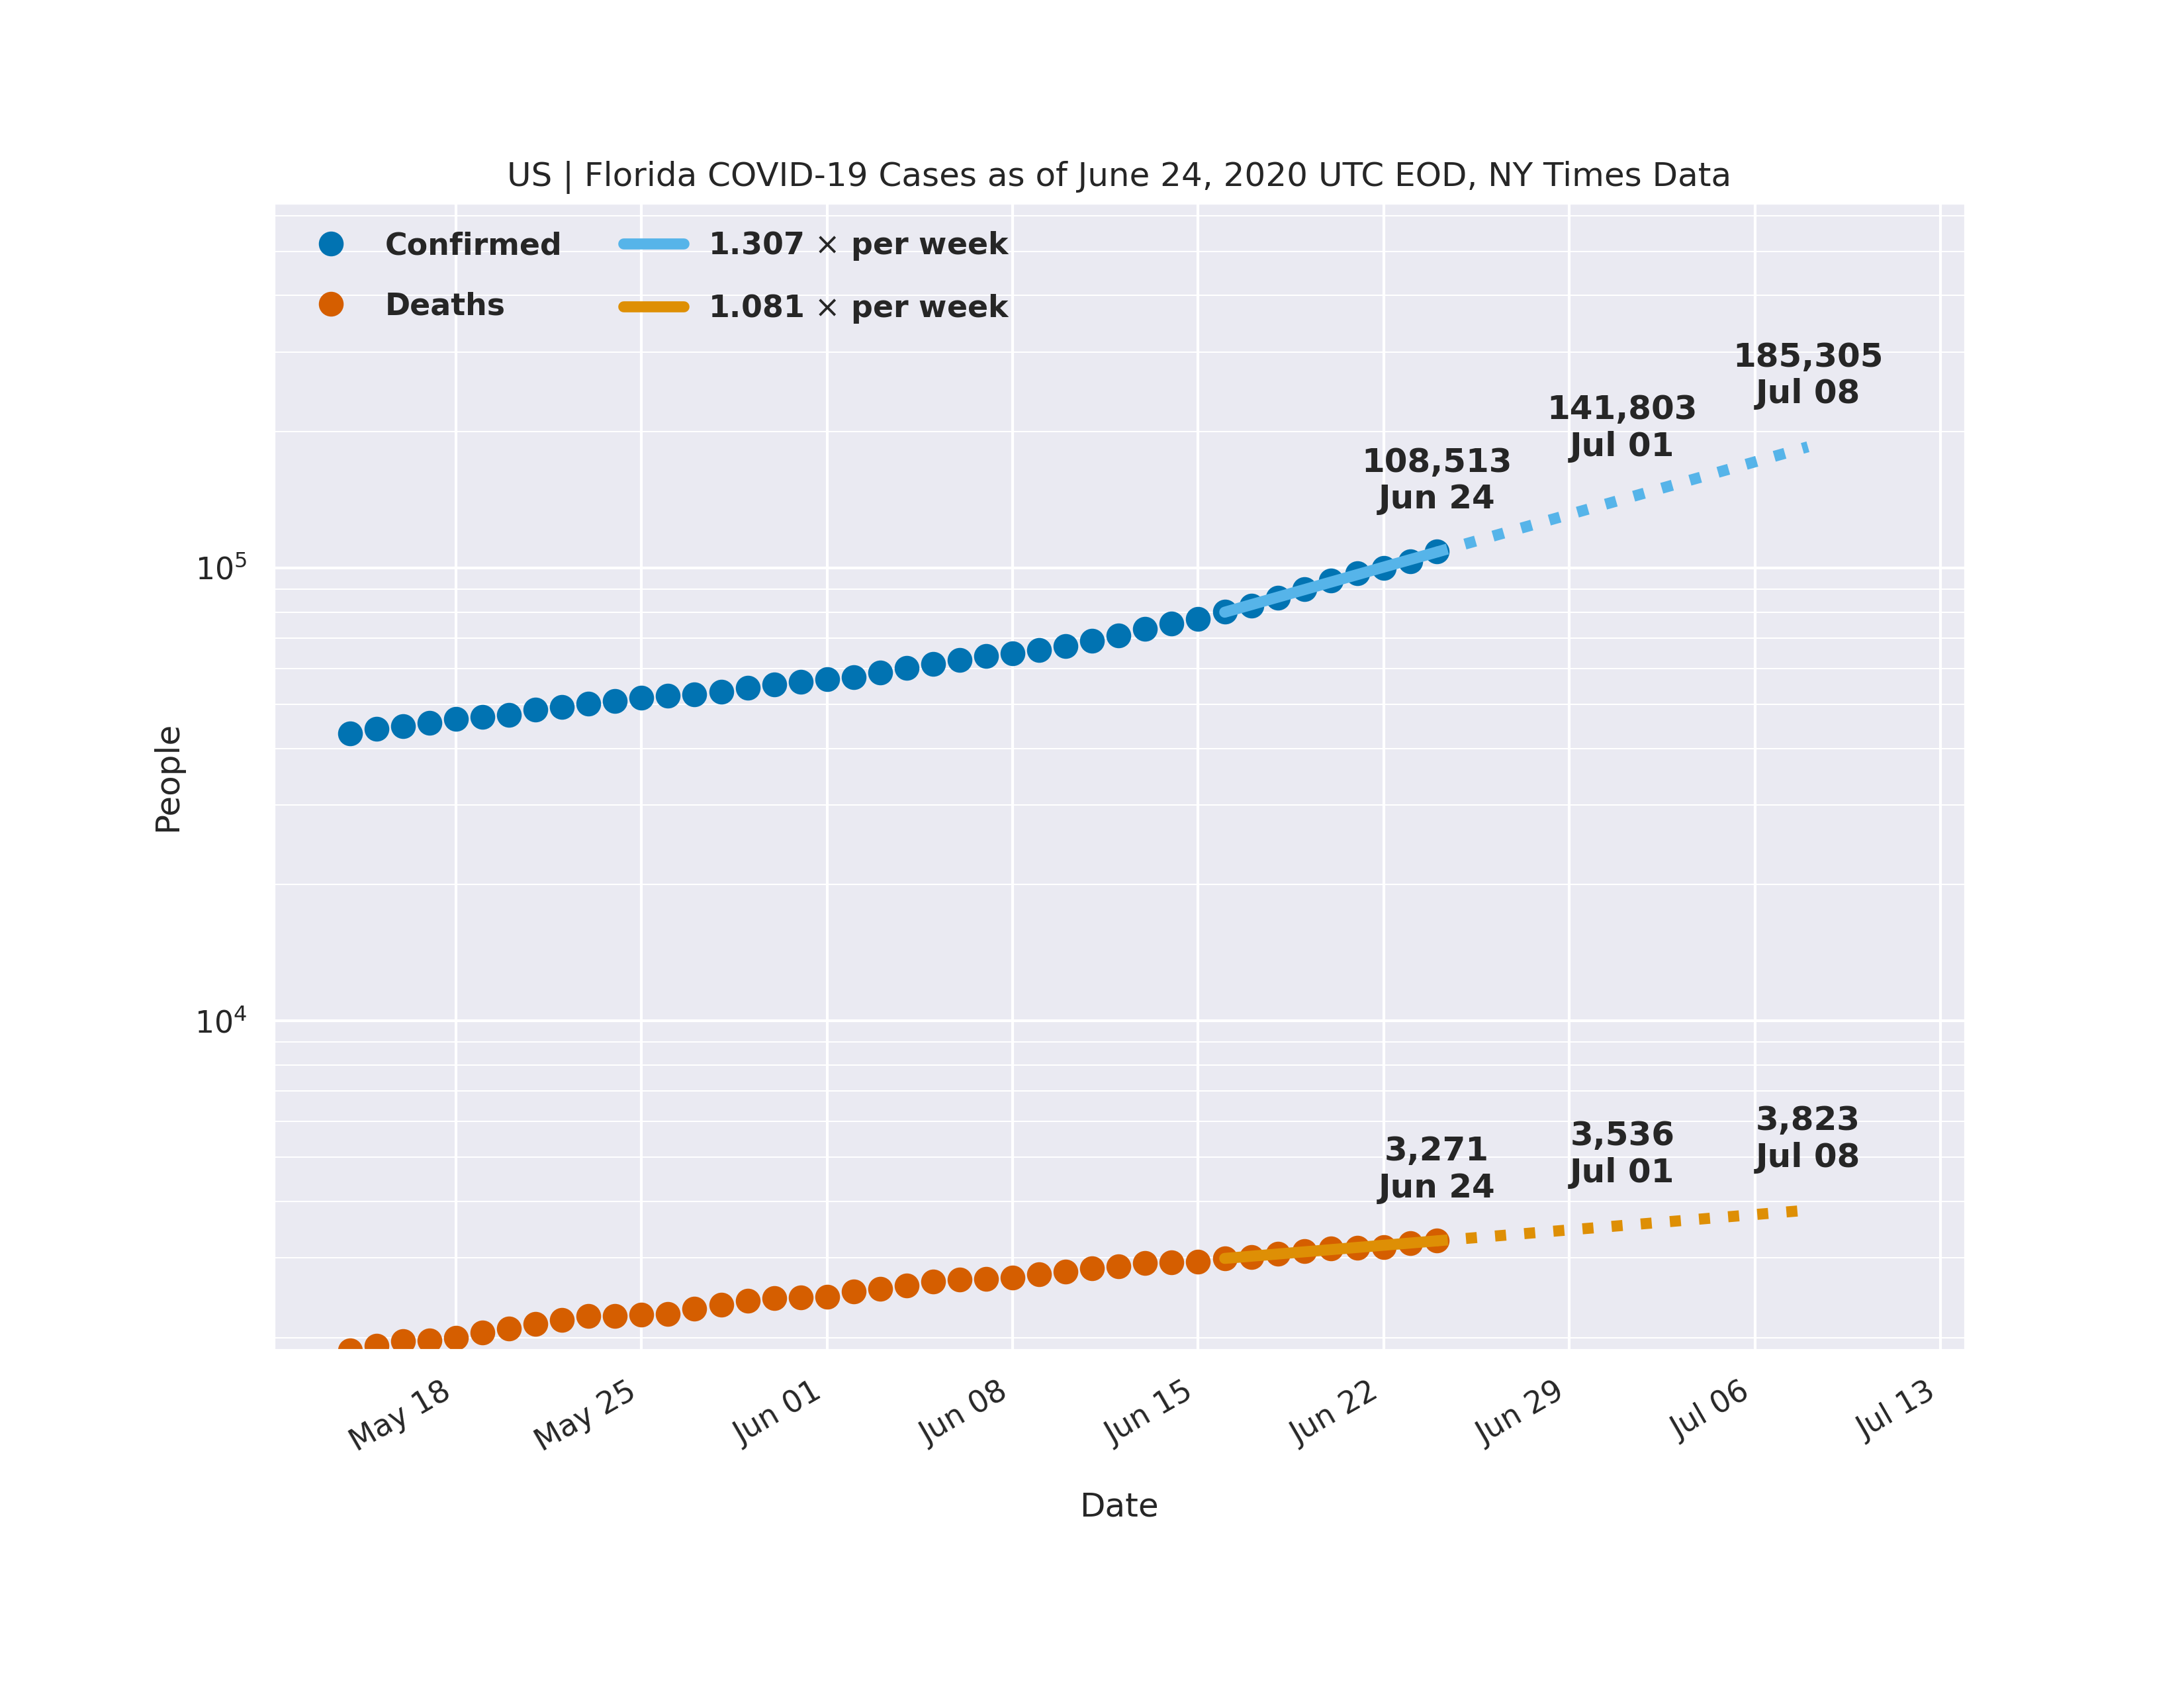 US | Florida COVID-19 Cases as of June 24, 2020 UTC EOD, NY Times Data
Confirmed
Deaths
1.307 × per week
1.081 × per week
185,305
Jul 08
141,803
Jul 01
108,513
Jun 24
10⁵
People
10⁴
3,271
Jun 24
3,536
Jul 01
3,823
Jul 08
May 18
May 25
Jun 01
Jun 08
Jun 15
Jun 22
Jun 29
Jul 06
Jul 13
Date